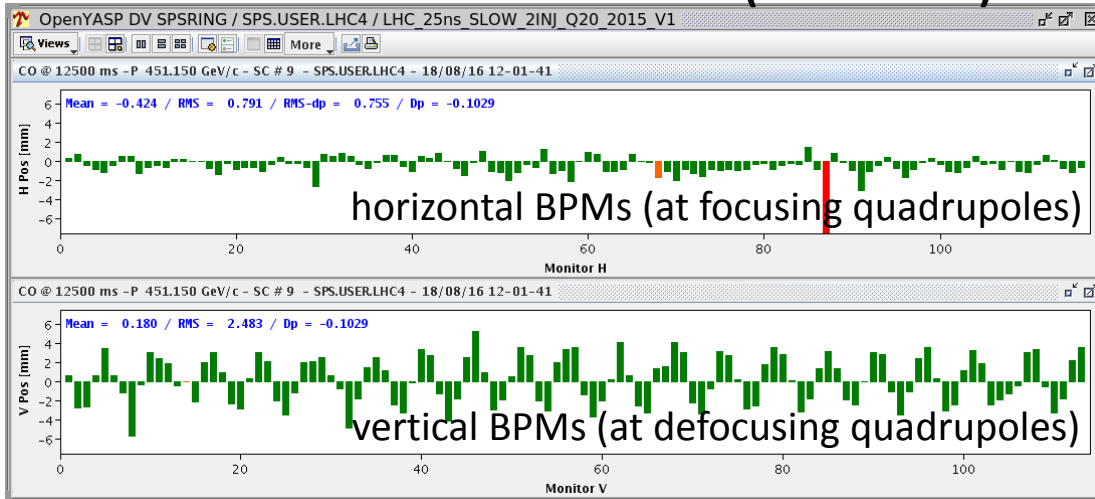 OpenYASP DV SPSRING / SPS.USER.LHC4 / LHC_25ns_SLOW_2INJ_Q20_2015_V1
Views More
CO @ 12500 ms -P 451.150 GeV/c - SC # 9 - SPS.USER.LHC4 - 18/08/16 12-01-41
Mean = -0.424 / RMS = 0.791 / RMS-dp = 0.755 / Dp = -0.1029
H Pos [mm]
6
4
2
0
-2
-4
-6
horizontal BPMs (at focusing quadrupoles)
0 20 40 60 80 100
Monitor H
CO @ 12500 ms -P 451.150 GeV/c - SC # 9 - SPS.USER.LHC4 - 18/08/16 12-01-41
Mean = 0.180 / RMS = 2.483 / Dp = -0.1029
V Pos [mm]
6
4
2
0
-2
-4
-6
vertical BPMs (at defocusing quadrupoles)
0 20 40 60 80 100
Monitor V